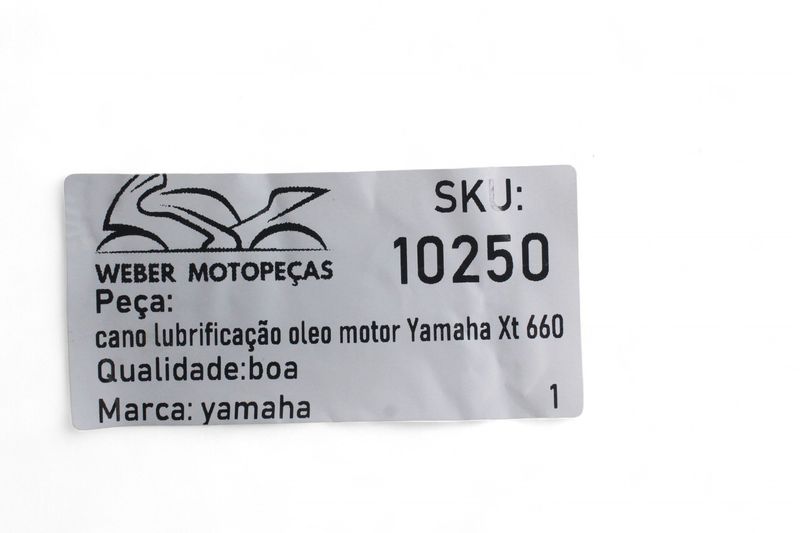 WEBER MOTOPEÇAS
SKU:
10250
Peça:
cano lubrificação oleo motor Yamaha Xt 660
Qualidade:boa
Marca: yamaha
1